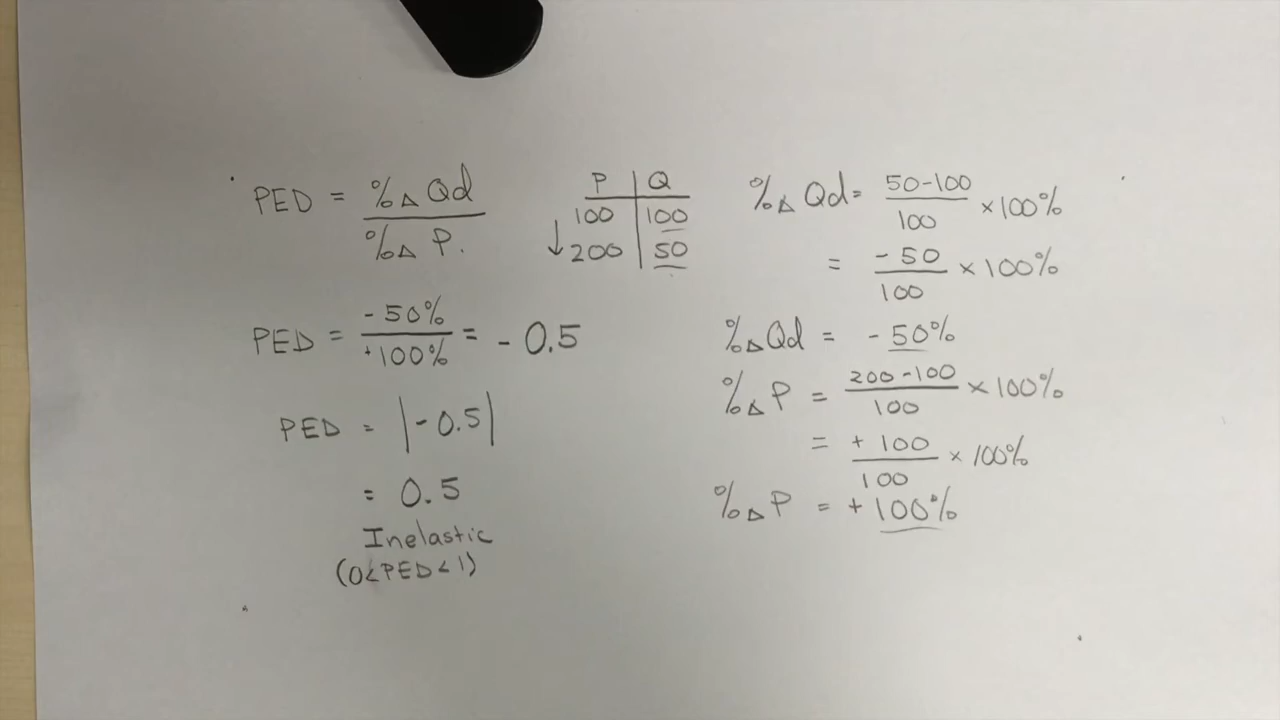 PED = %Δ Qd / %Δ P.
P | Q
100 | 100
↓ 200 | 50
PED = -50% / +100% = -0.5
PED = |-0.5|
= 0.5
Inelastic
(0<PED<1)
%Δ Qd = 50-100 / 100 × 100%
= -50 / 100 × 100%
%Δ Qd = -50%
%Δ P = 200-100 / 100 × 100%
= +100 / 100 × 100%
%Δ P = +100%